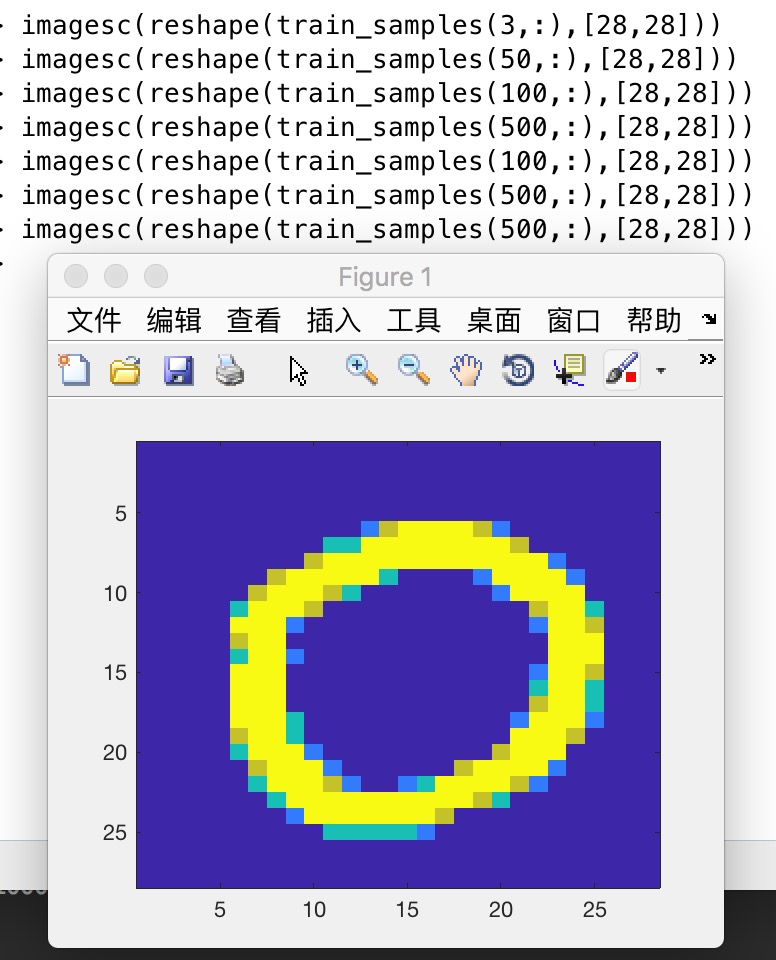 imagesc(reshape(train_samples(3,:),[28,28]))
imagesc(reshape(train_samples(50,:),[28,28]))
imagesc(reshape(train_samples(100,:),[28,28]))
imagesc(reshape(train_samples(500,:),[28,28]))
imagesc(reshape(train_samples(100,:),[28,28]))
imagesc(reshape(train_samples(500,:),[28,28]))
imagesc(reshape(train_samples(500,:),[28,28]))
Figure 1
文件 编辑 查看 插入 工具 桌面 窗口 帮助
5
10
15
20
25
5 10 15 20 25